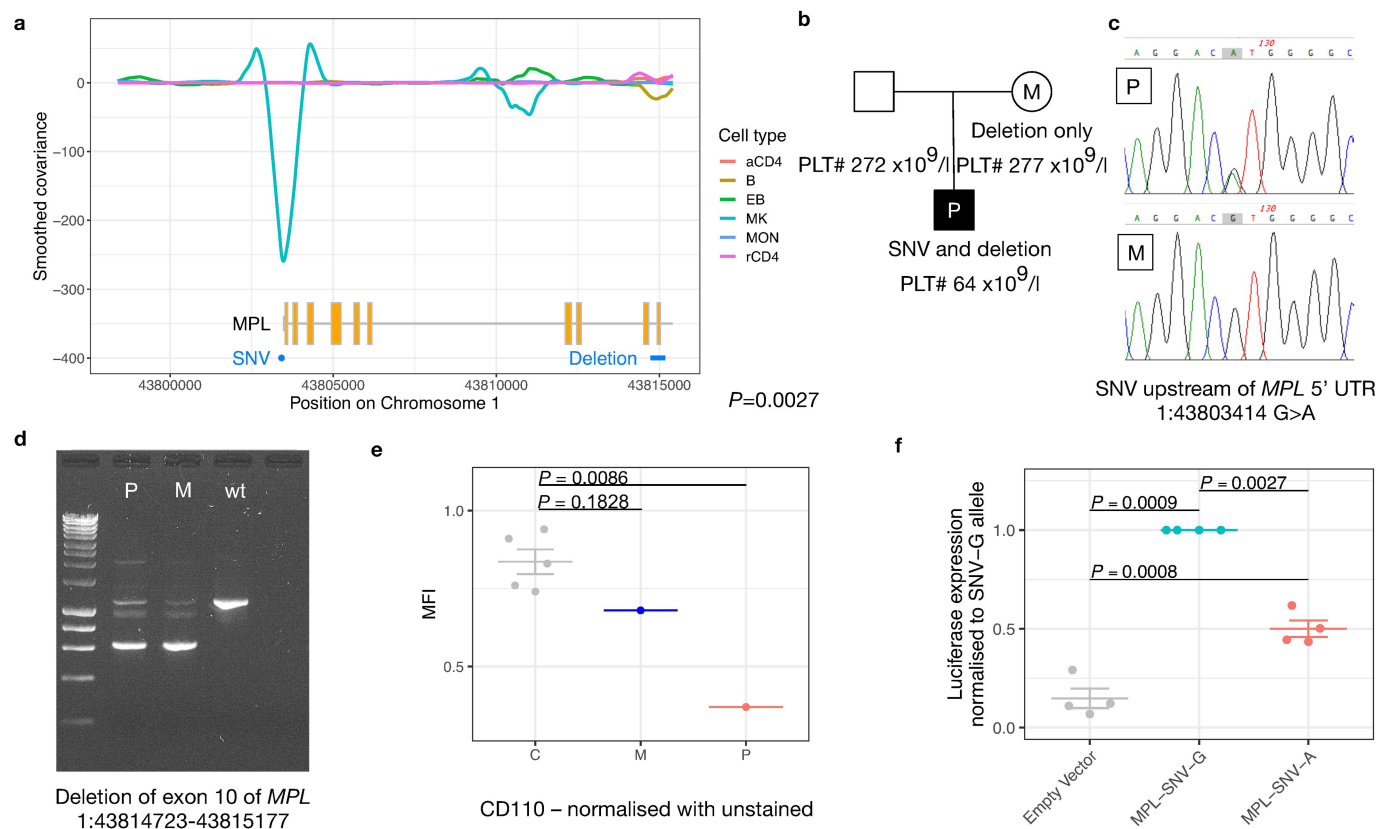 a
Smoothed covariance
0
−100
−200
−300
−400
MPL
SNV
Deletion
43800000
43805000
43810000
43815000
Position on Chromosome 1
Cell type
aCD4
B
EB
MK
MON
rCD4
P=0.0027
b
M
Deletion only
PLT# 272 x10⁹/l
PLT# 277 x10⁹/l
P
SNV and deletion
PLT# 64 x10⁹/l
c
130
A G G A C A T G G G G C
P
130
A G G A C G T G G G G C
M
SNV upstream of MPL 5’ UTR
1:43803414 G>A
d
P M wt
Deletion of exon 10 of MPL
1:43814723-43815177
e
MFI
1.0
0.5
P = 0.0086
P = 0.1828
C
M
P
CD110 – normalised with unstained
f
Luciferase expression
normalised to SNV−G allele
1.0
0.5
0.0
P = 0.0027
P = 0.0009
P = 0.0008
Empty Vector
MPL−SNV−G
MPL−SNV−A